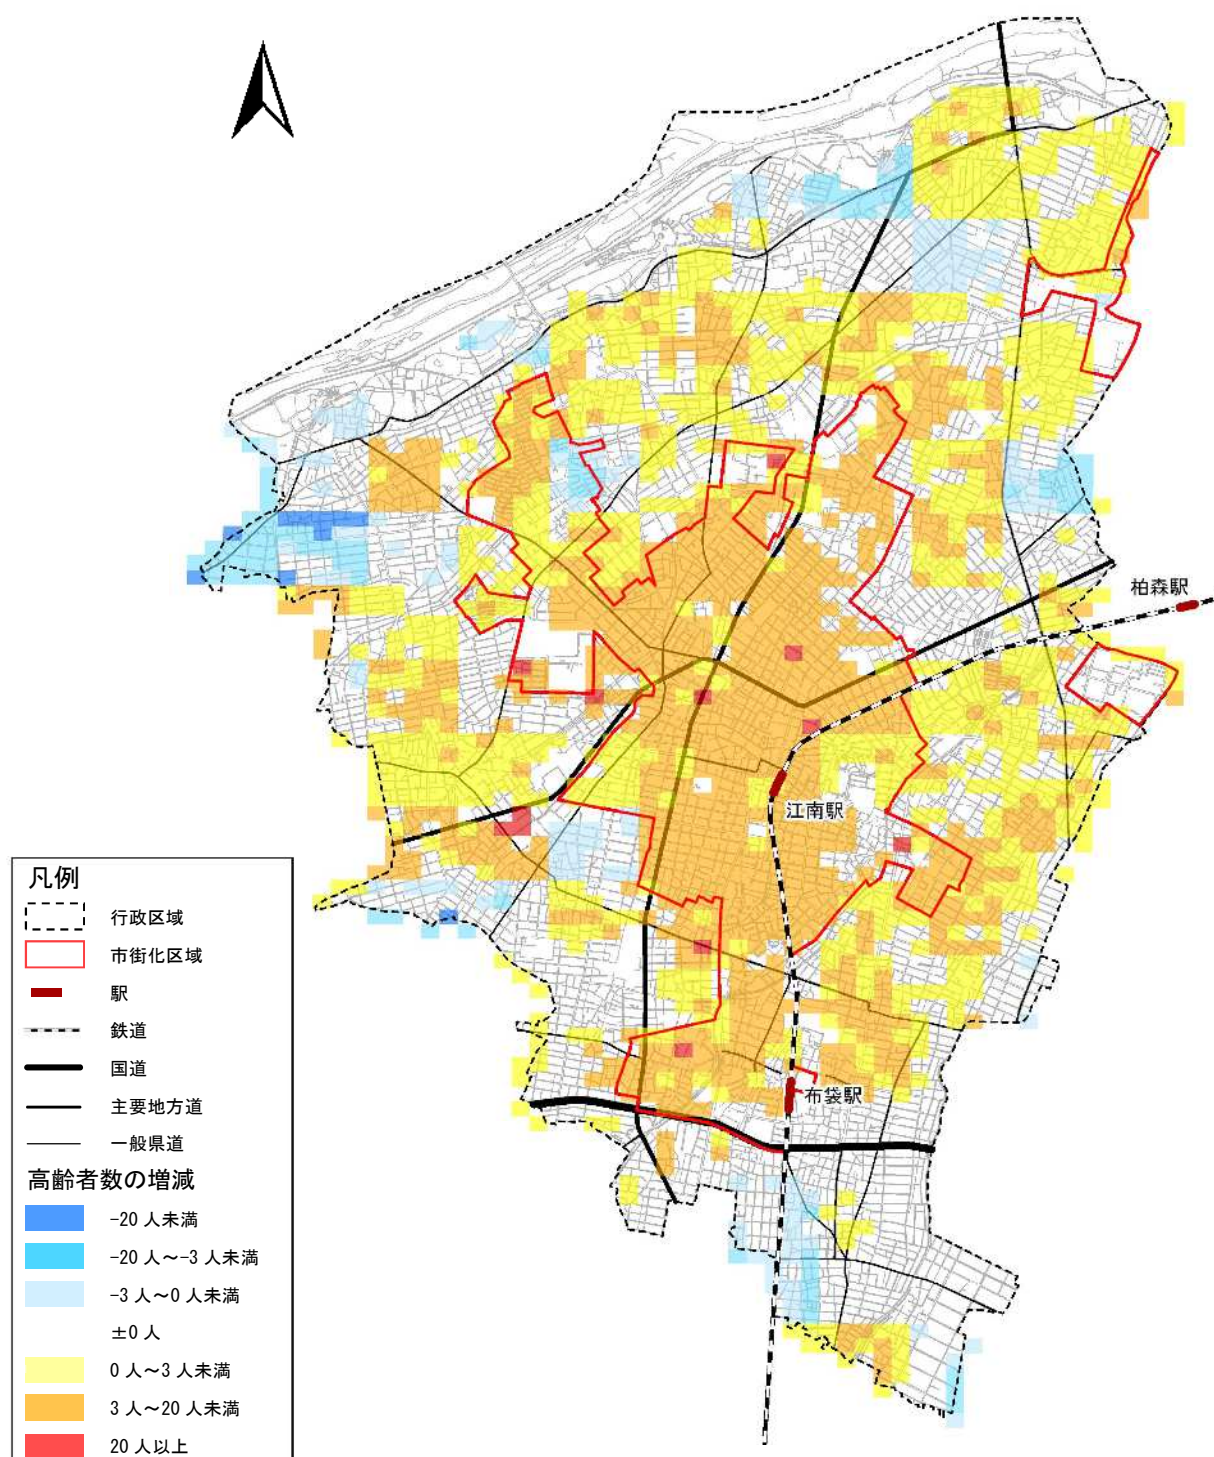 柏森駅
江南駅
布袋駅
凡例
行政区域
市街化区域
駅
鉄道
国道
主要地方道
一般県道
高齢者数の増減
-20 人未満
-20 人～-3 人未満
-3 人～0 人未満
±0 人
0 人～3 人未満
3 人～20 人未満
20 人以上